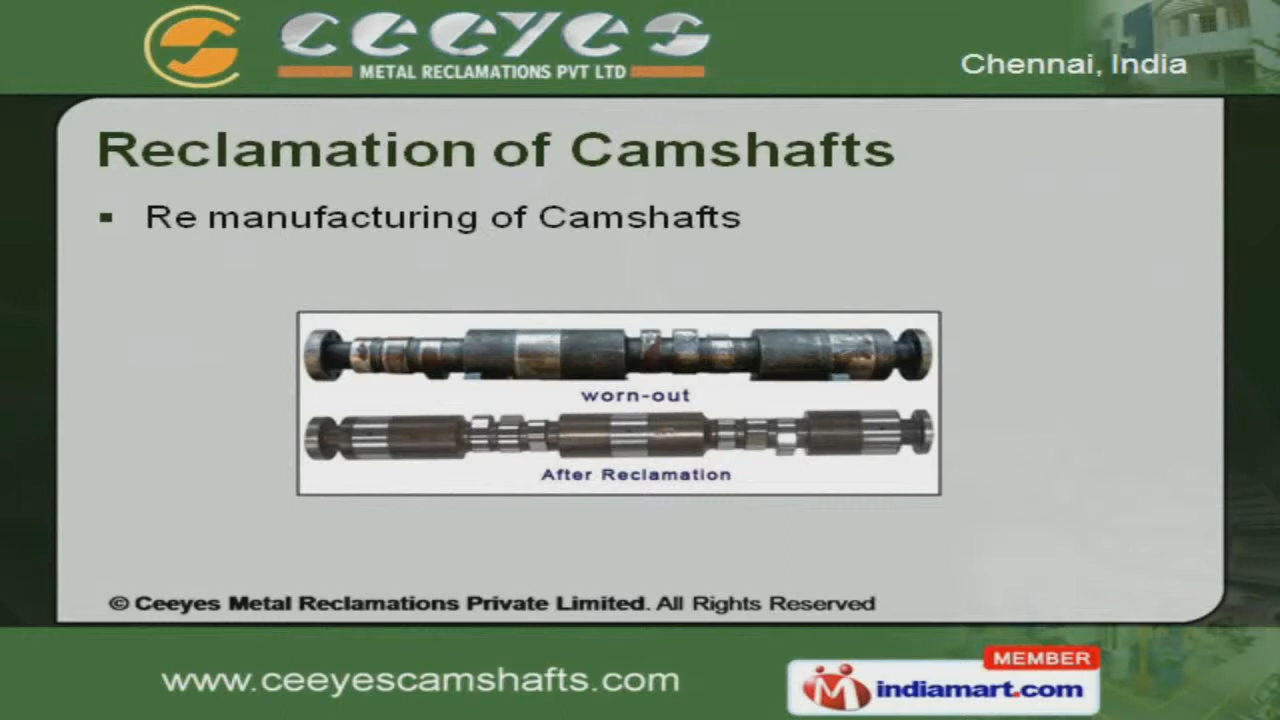 ceeyes
METAL RECLAMATIONS PVT LTD
Chennai, India
Reclamation of Camshafts
▪ Re manufacturing of Camshafts
worn-out
After Reclamation
© Ceeyes Metal Reclamations Private Limited. All Rights Reserved
www.ceeyescamshafts.com
MEMBER
indiamart.com